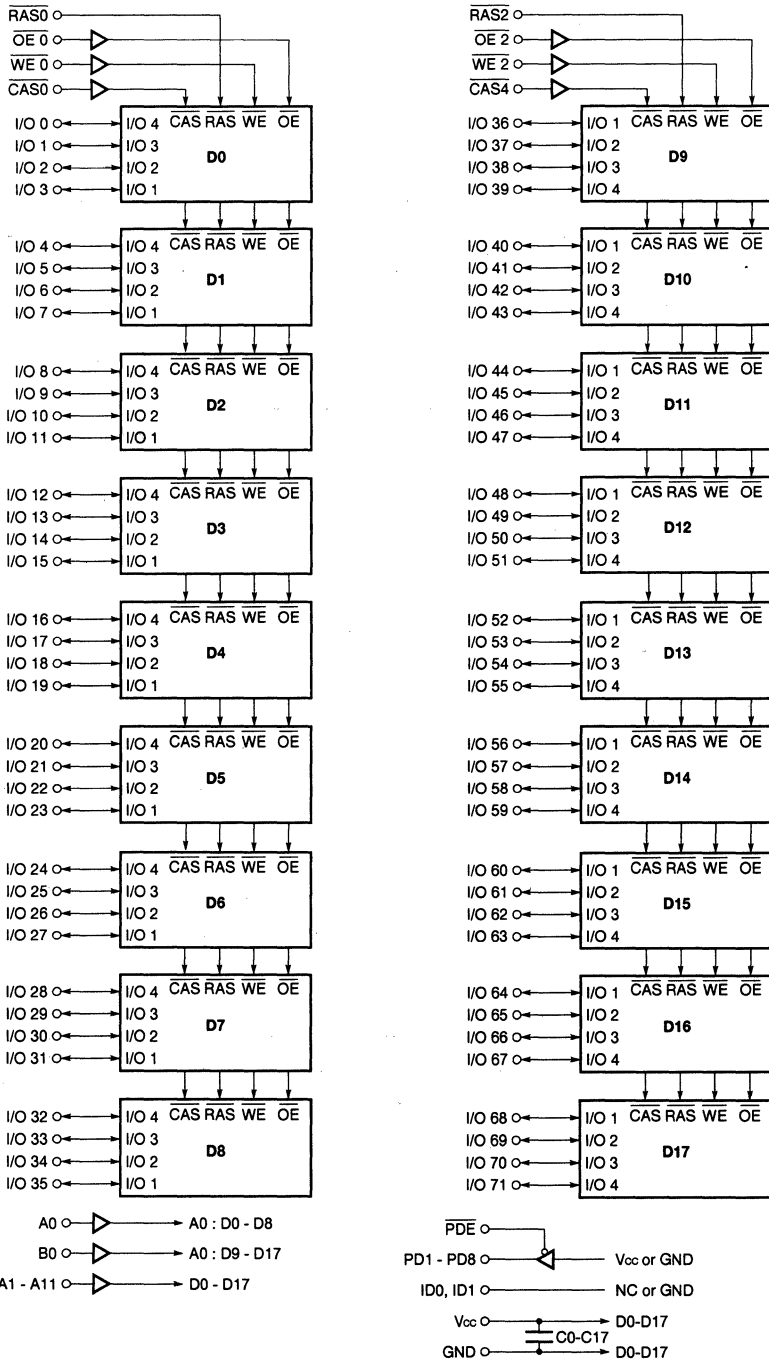 RAS0
OE 0
WE 0
CAS0
I/O 0 I/O 4 CAS RAS WE OE
I/O 1 I/O 3
D0
I/O 2 I/O 2
I/O 3 I/O 1
I/O 4 I/O 4 CAS RAS WE OE
I/O 5 I/O 3
D1
I/O 6 I/O 2
I/O 7 I/O 1
I/O 8 I/O 4 CAS RAS WE OE
I/O 9 I/O 3
D2
I/O 10 I/O 2
I/O 11 I/O 1
I/O 12 I/O 4 CAS RAS WE OE
I/O 13 I/O 3
D3
I/O 14 I/O 2
I/O 15 I/O 1
I/O 16 I/O 4 CAS RAS WE OE
I/O 17 I/O 3
D4
I/O 18 I/O 2
I/O 19 I/O 1
I/O 20 I/O 4 CAS RAS WE OE
I/O 21 I/O 3
D5
I/O 22 I/O 2
I/O 23 I/O 1
I/O 24 I/O 4 CAS RAS WE OE
I/O 25 I/O 3
D6
I/O 26 I/O 2
I/O 27 I/O 1
I/O 28 I/O 4 CAS RAS WE OE
I/O 29 I/O 3
D7
I/O 30 I/O 2
I/O 31 I/O 1
I/O 32 I/O 4 CAS RAS WE OE
I/O 33 I/O 3
D8
I/O 34 I/O 2
I/O 35 I/O 1
A0 A0 : D0 - D8
B0 A0 : D9 - D17
A1 - A11 D0 - D17
RAS2
OE 2
WE 2
CAS4
I/O 36 I/O 1 CAS RAS WE OE
I/O 37 I/O 2
D9
I/O 38 I/O 3
I/O 39 I/O 4
I/O 40 I/O 1 CAS RAS WE OE
I/O 41 I/O 2
D10
I/O 42 I/O 3
I/O 43 I/O 4
I/O 44 I/O 1 CAS RAS WE OE
I/O 45 I/O 2
D11
I/O 46 I/O 3
I/O 47 I/O 4
I/O 48 I/O 1 CAS RAS WE OE
I/O 49 I/O 2
D12
I/O 50 I/O 3
I/O 51 I/O 4
I/O 52 I/O 1 CAS RAS WE OE
I/O 53 I/O 2
D13
I/O 54 I/O 3
I/O 55 I/O 4
I/O 56 I/O 1 CAS RAS WE OE
I/O 57 I/O 2
D14
I/O 58 I/O 3
I/O 59 I/O 4
I/O 60 I/O 1 CAS RAS WE OE
I/O 61 I/O 2
D15
I/O 62 I/O 3
I/O 63 I/O 4
I/O 64 I/O 1 CAS RAS WE OE
I/O 65 I/O 2
D16
I/O 66 I/O 3
I/O 67 I/O 4
I/O 68 I/O 1 CAS RAS WE OE
I/O 69 I/O 2
D17
I/O 70 I/O 3
I/O 71 I/O 4
PDE
PD1 - PD8 Vcc or GND
ID0, ID1 NC or GND
Vcc D0-D17
C0-C17
GND D0-D17